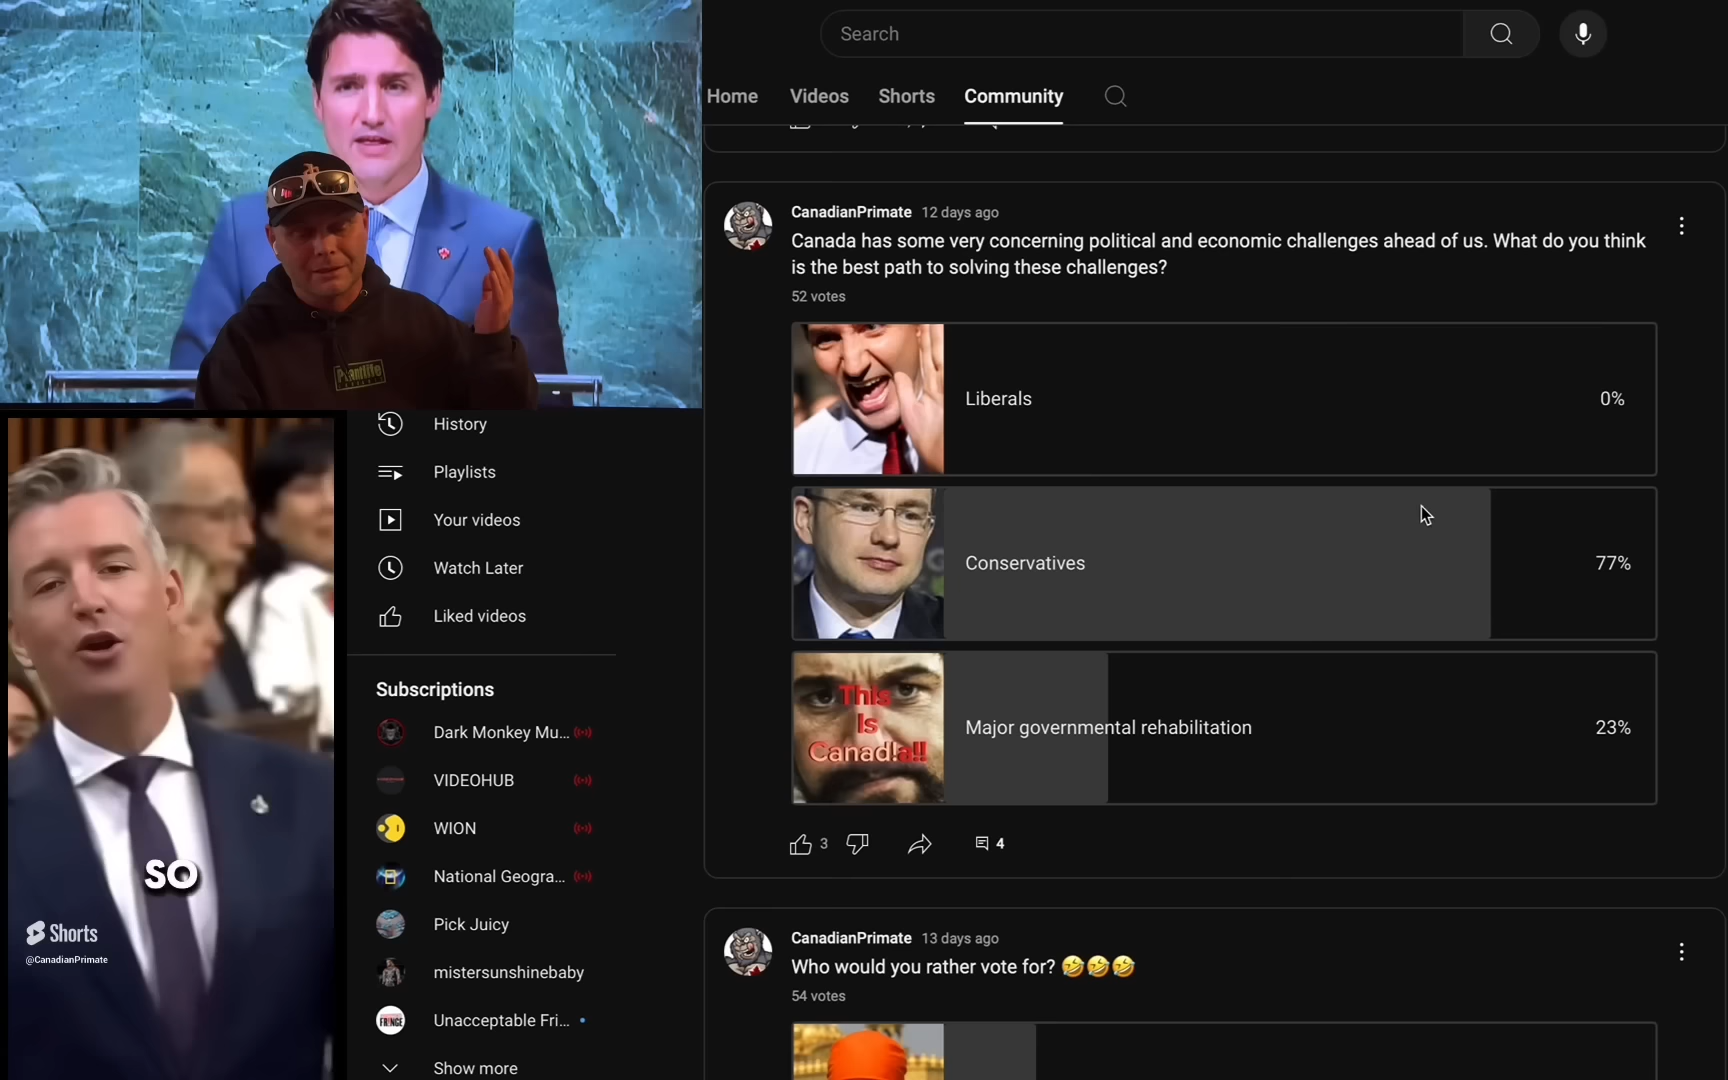 Search
Home
Videos
Shorts
Community
CanadianPrimate 12 days ago
Canada has some very concerning political and economic challenges ahead of us. What do you think
is the best path to solving these challenges?
52 votes
Liberals
0%
Conservatives
77%
This
Is
Canad!a!!
Major governmental rehabilitation
23%
3
4
CanadianPrimate 13 days ago
Who would you rather vote for? 🤣🤣🤣
54 votes
Plantlife
History
Playlists
Your videos
Watch Later
Liked videos
Subscriptions
Dark Monkey Mu...
VIDEOHUB
WION
National Geogra...
Pick Juicy
mistersunshinebaby
Unacceptable Fri...
FRINGE
Show more
SO
Shorts
@CanadianPrimate